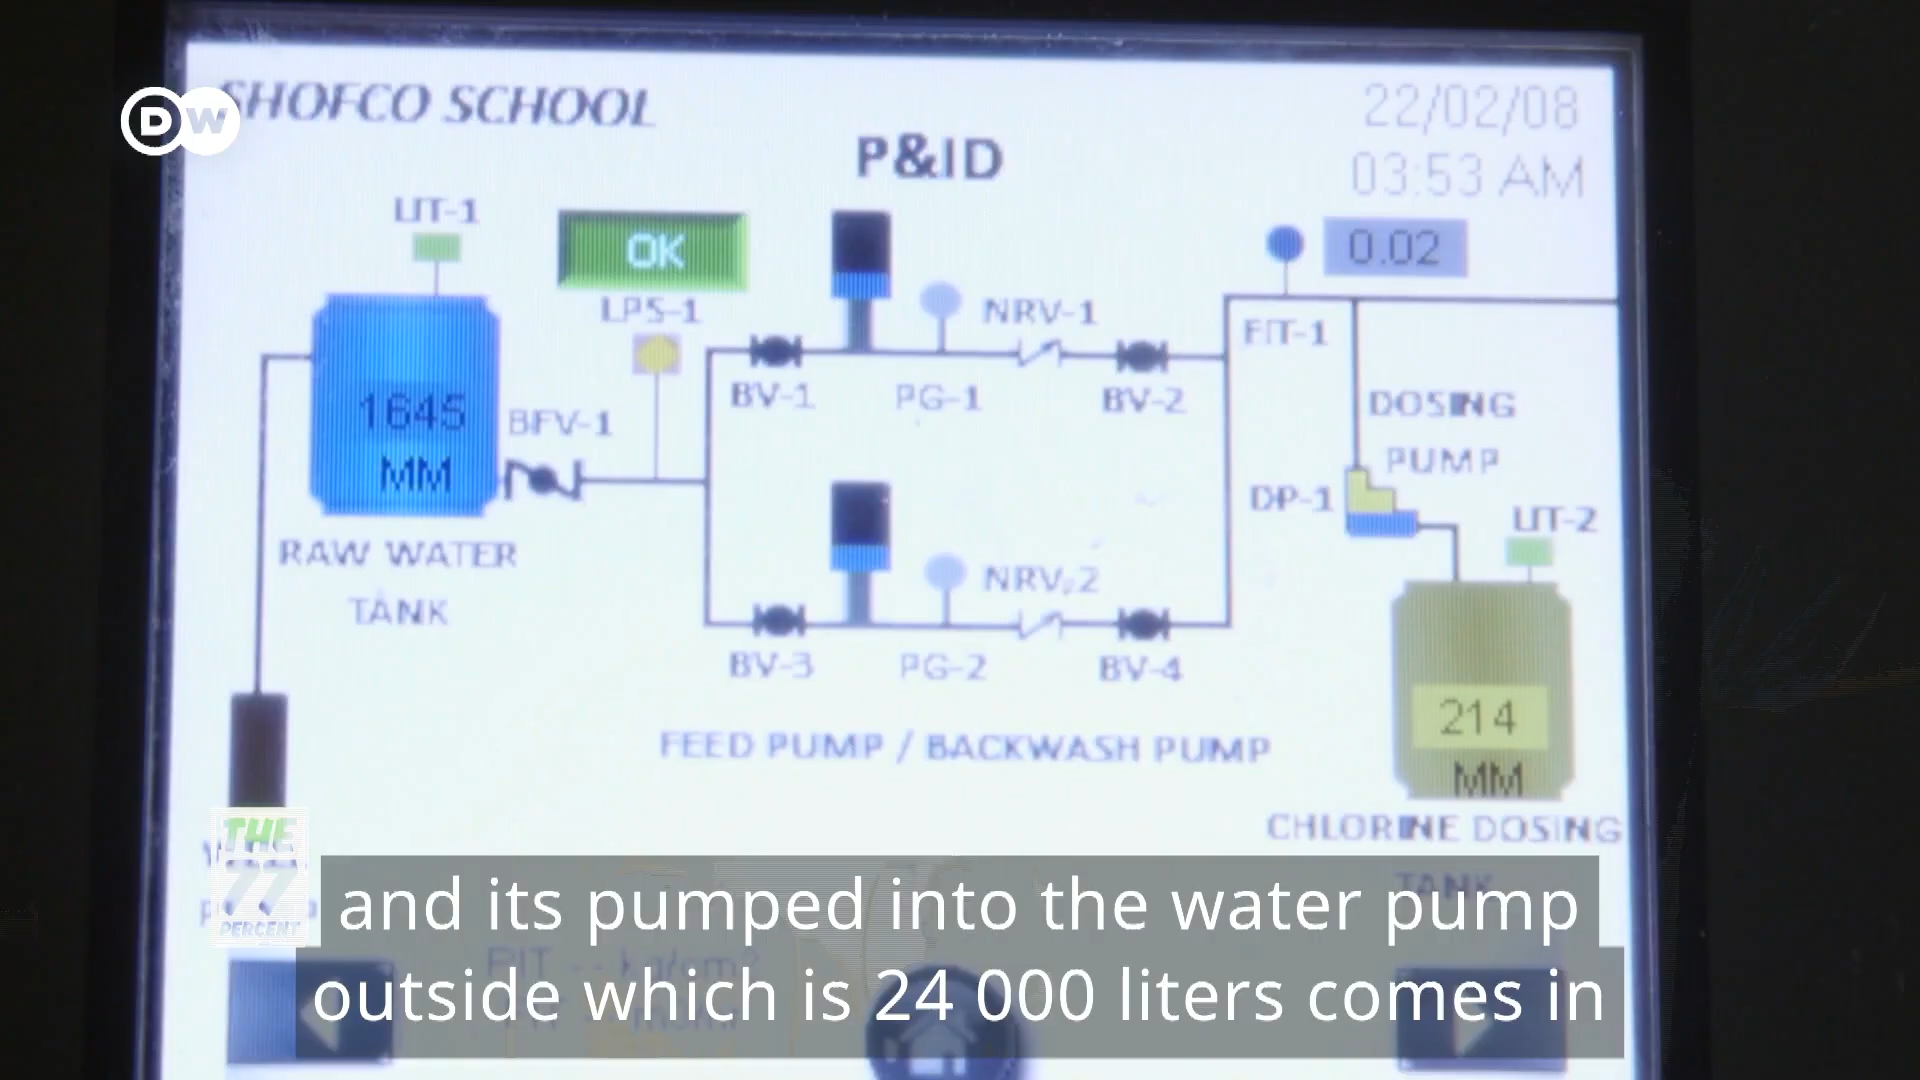 DW
SHOFCO SCHOOL
22/02/08
P&ID
03:53 AM
LIT-1
OK
0.02
LPS-1
NRV-1
FIT-1
BV-1
PG-1
BV-2
1645
MM
BFV-1
DOSING
PUMP
DP-1
LIT-2
RAW WATER
TANK
NRV-2
BV-3
PG-2
BV-4
214
MM
FEED PUMP / BACKWASH PUMP
CHLORINE DOSING
TANK
THE
77
PERCENT
and its pumped into the water pump
outside which is 24 000 liters comes in